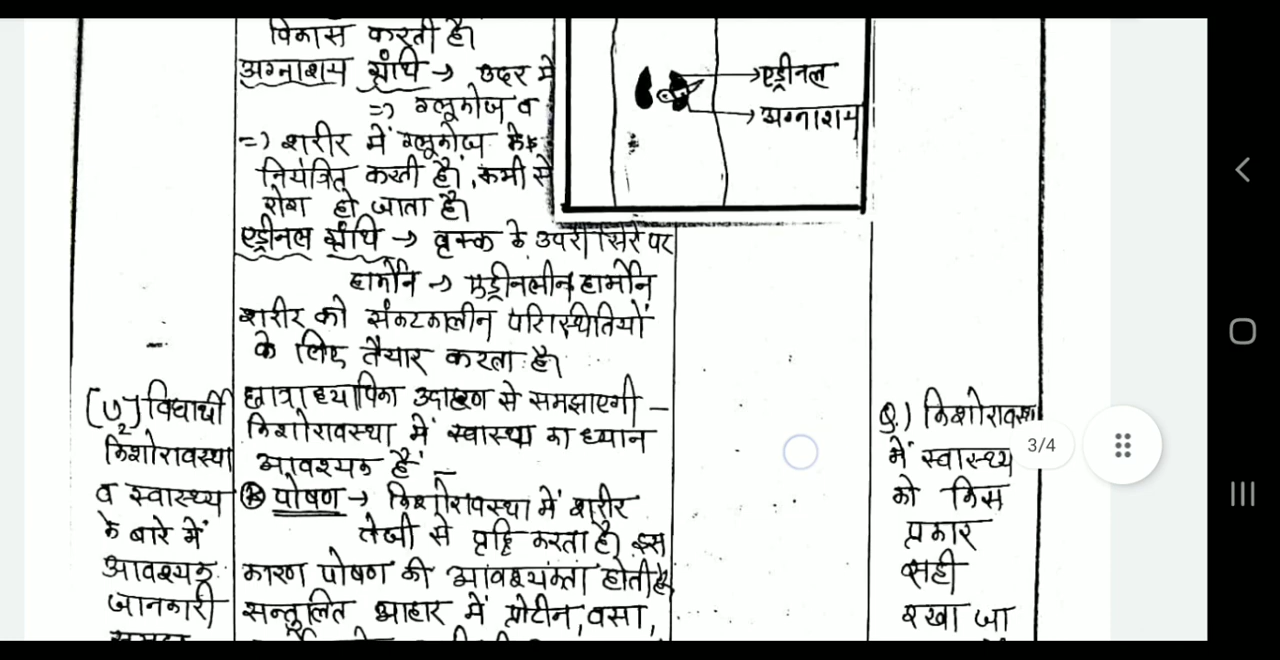 विकास करती है।
अग्नाशय ग्रंथि → उदर में
=> ग्लूकोज व
=> शरीर में ग्लूकोज के
नियंत्रित करती है, कमी से
रोग हो जाता है।
एड्रीनल ग्रंथि → वृक्क के उपरी सिरे पर
हार्मोन → एड्रीनलीन हार्मोन
शरीर को संकटकालीन परिस्थितियों
के लिए तैयार करता है।
एड्रीनल
अग्नाशय
विद्यार्थी
किशोरावस्था
व स्वास्थ्य
के बारे में
आवश्यक
जानकारी
छात्राध्यापिका उदाहरण से समझाएगी –
किशोरावस्था में स्वास्था का ध्यान
आवश्यक है –
पोषण → किशोरावस्था में शरीर
तेजी से वृद्धि करता है। इस
कारण पोषण की आवश्यकता होती है
सन्तुलित आहार में प्रोटीन, वसा,
Q.) किशोरावस्था
में स्वास्थ्य
को किस
प्रकार
सही
रखा जा
3/4